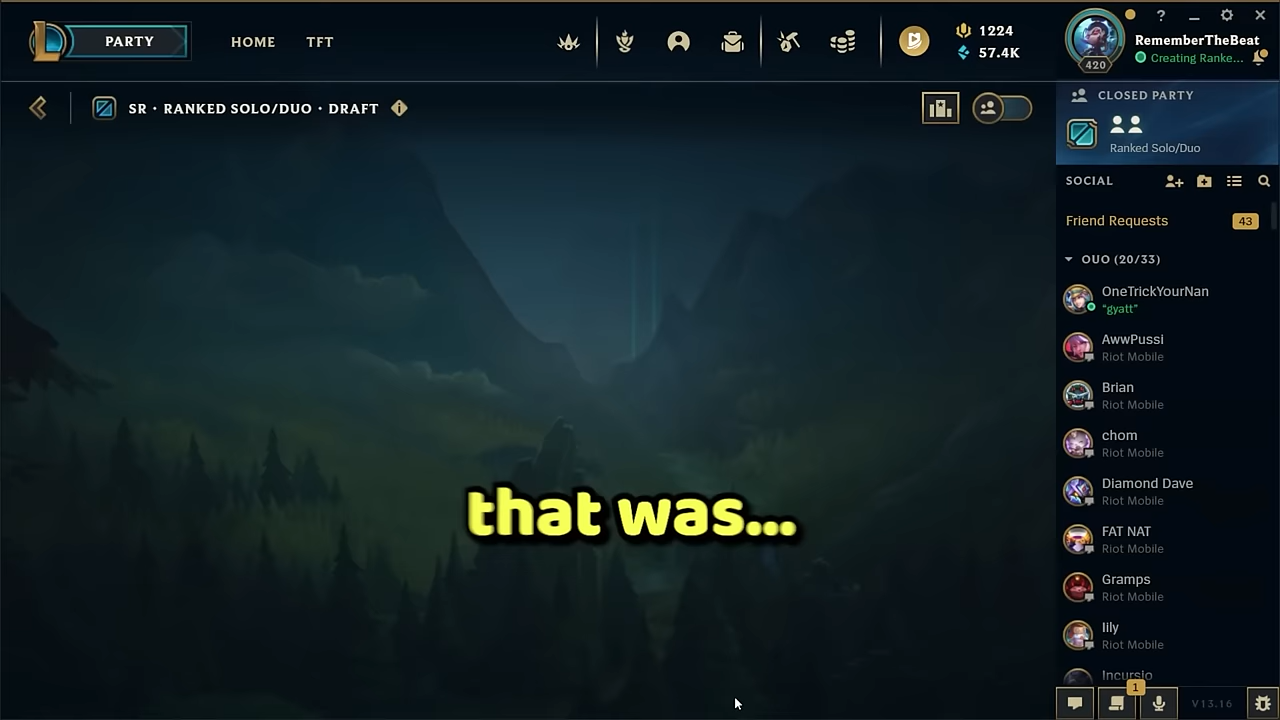 PARTY
HOME
TFT
1224
57.4K
?
420
RememberTheBeat
Creating Ranke...
SR • RANKED SOLO/DUO • DRAFT
CLOSED PARTY
Ranked Solo/Duo
SOCIAL
Friend Requests
43
OUO (20/33)
OneTrickYourNan
"gyatt"
AwwPussi
Riot Mobile
Brian
Riot Mobile
chom
Riot Mobile
Diamond Dave
Riot Mobile
FAT NAT
Riot Mobile
Gramps
Riot Mobile
lily
Riot Mobile
Incursio
that was...
1
V13.16